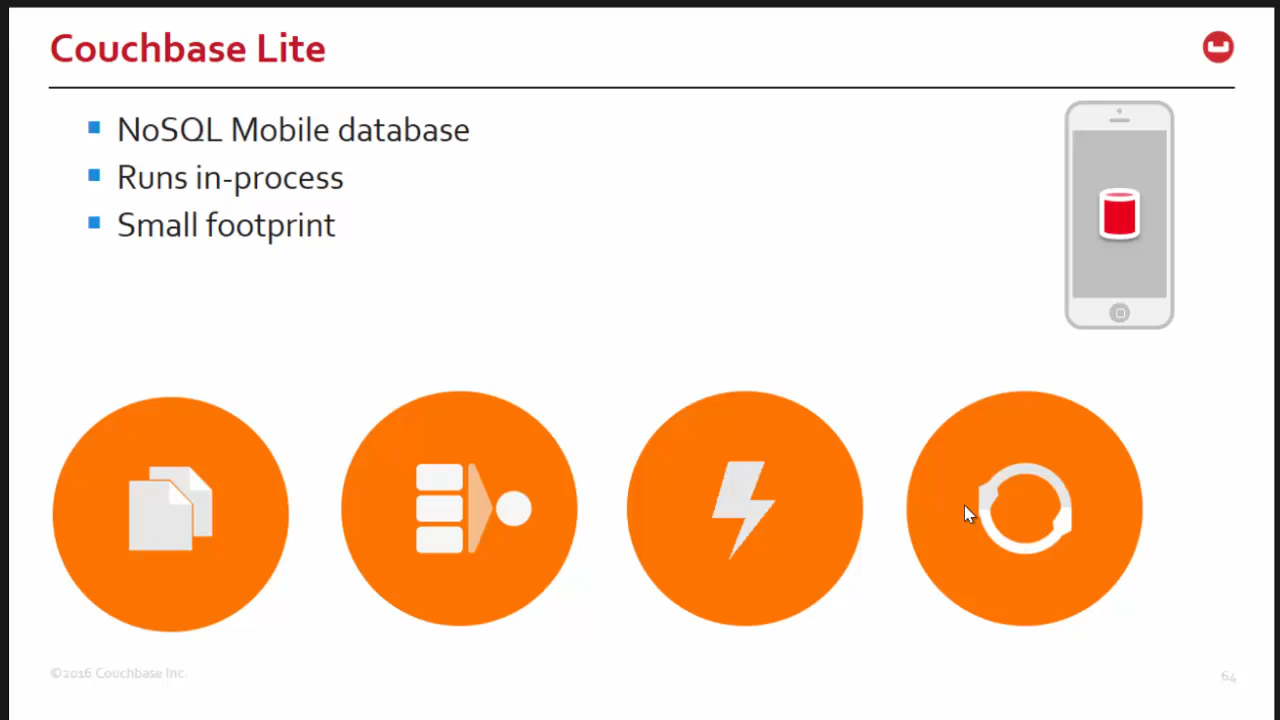 Couchbase Lite
NoSQL Mobile database
Runs in-process
Small footprint
©2016 Couchbase Inc.
64